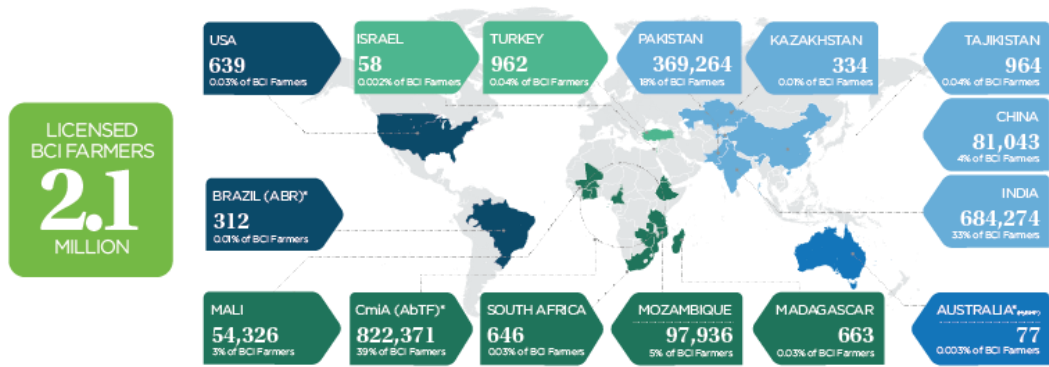 LICENSED
BCI FARMERS
2.1
MILLION
USA
639
0.03% of BCI Farmers
ISRAEL
58
0.002% of BCI Farmers
TURKEY
962
0.04% of BCI Farmers
PAKISTAN
369,264
18% of BCI Farmers
KAZAKHSTAN
334
0.01% of BCI Farmers
TAJIKISTAN
964
0.04% of BCI Farmers
CHINA
81,043
4% of BCI Farmers
BRAZIL (ABR)*
312
0.01% of BCI Farmers
INDIA
684,274
33% of BCI Farmers
MALI
54,326
3% of BCI Farmers
CmiA (AbTF)*
822,371
39% of BCI Farmers
SOUTH AFRICA
646
0.03% of BCI Farmers
MOZAMBIQUE
97,936
5% of BCI Farmers
MADAGASCAR
663
0.03% of BCI Farmers
AUSTRALIA*
77
0.003% of BCI Farmers